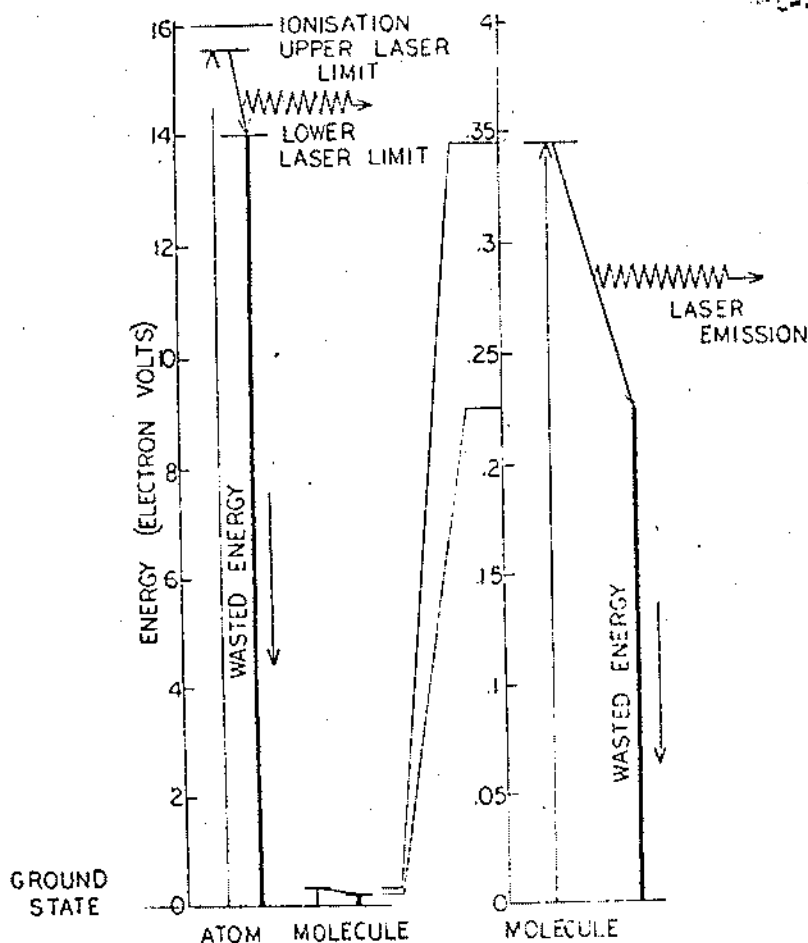 16
IONISATION
UPPER LASER
LIMIT
14
LOWER
LASER LIMIT
12
10
8
6
4
2
0
ENERGY (ELECTRON VOLTS)
WASTED ENERGY
GROUND
STATE
ATOM
MOLECULE
.4
.35
.3
.25
.2
.15
.1
.05
0
LASER
EMISSION
WASTED ENERGY
MOLECULE